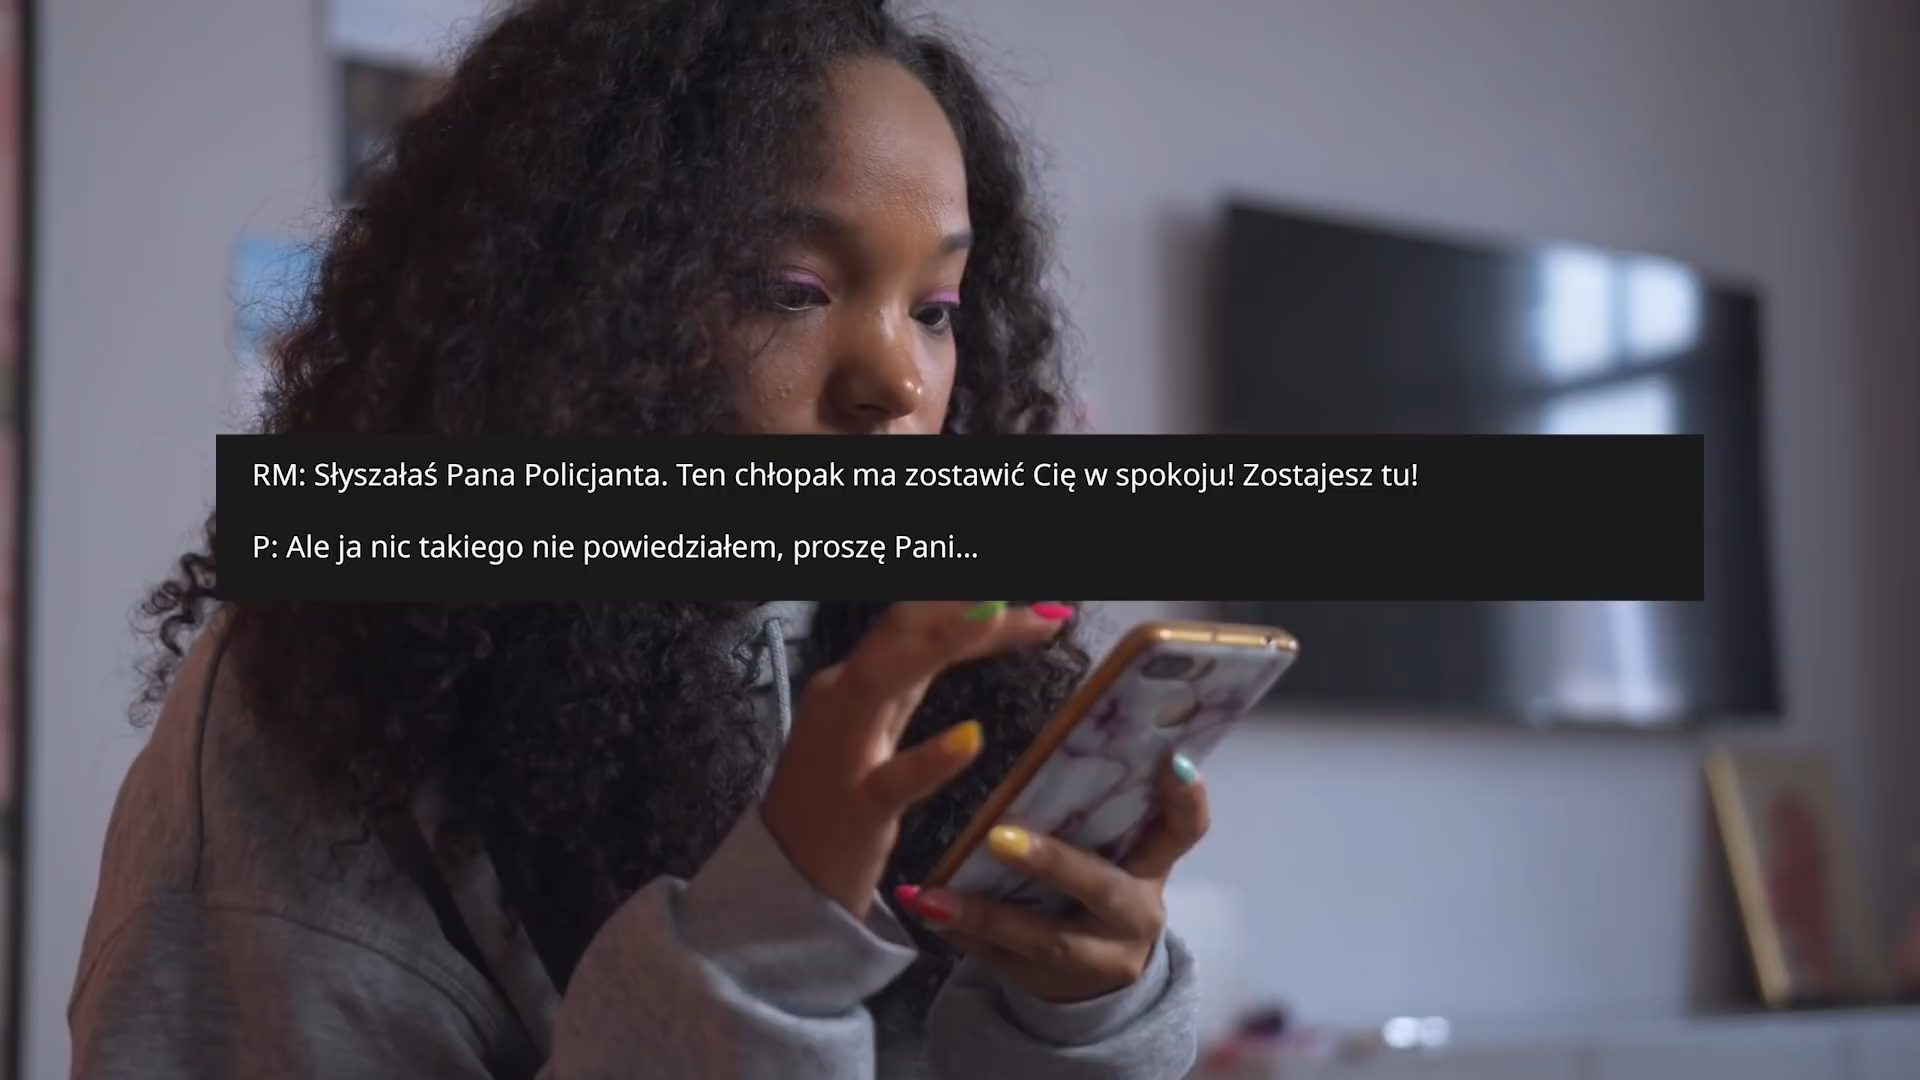 RM: Słyszałaś Pana Policjanta. Ten chłopak ma zostawić Cię w spokoju! Zostajesz tu!
P: Ale ja nic takiego nie powiedziałem, proszę Pani...